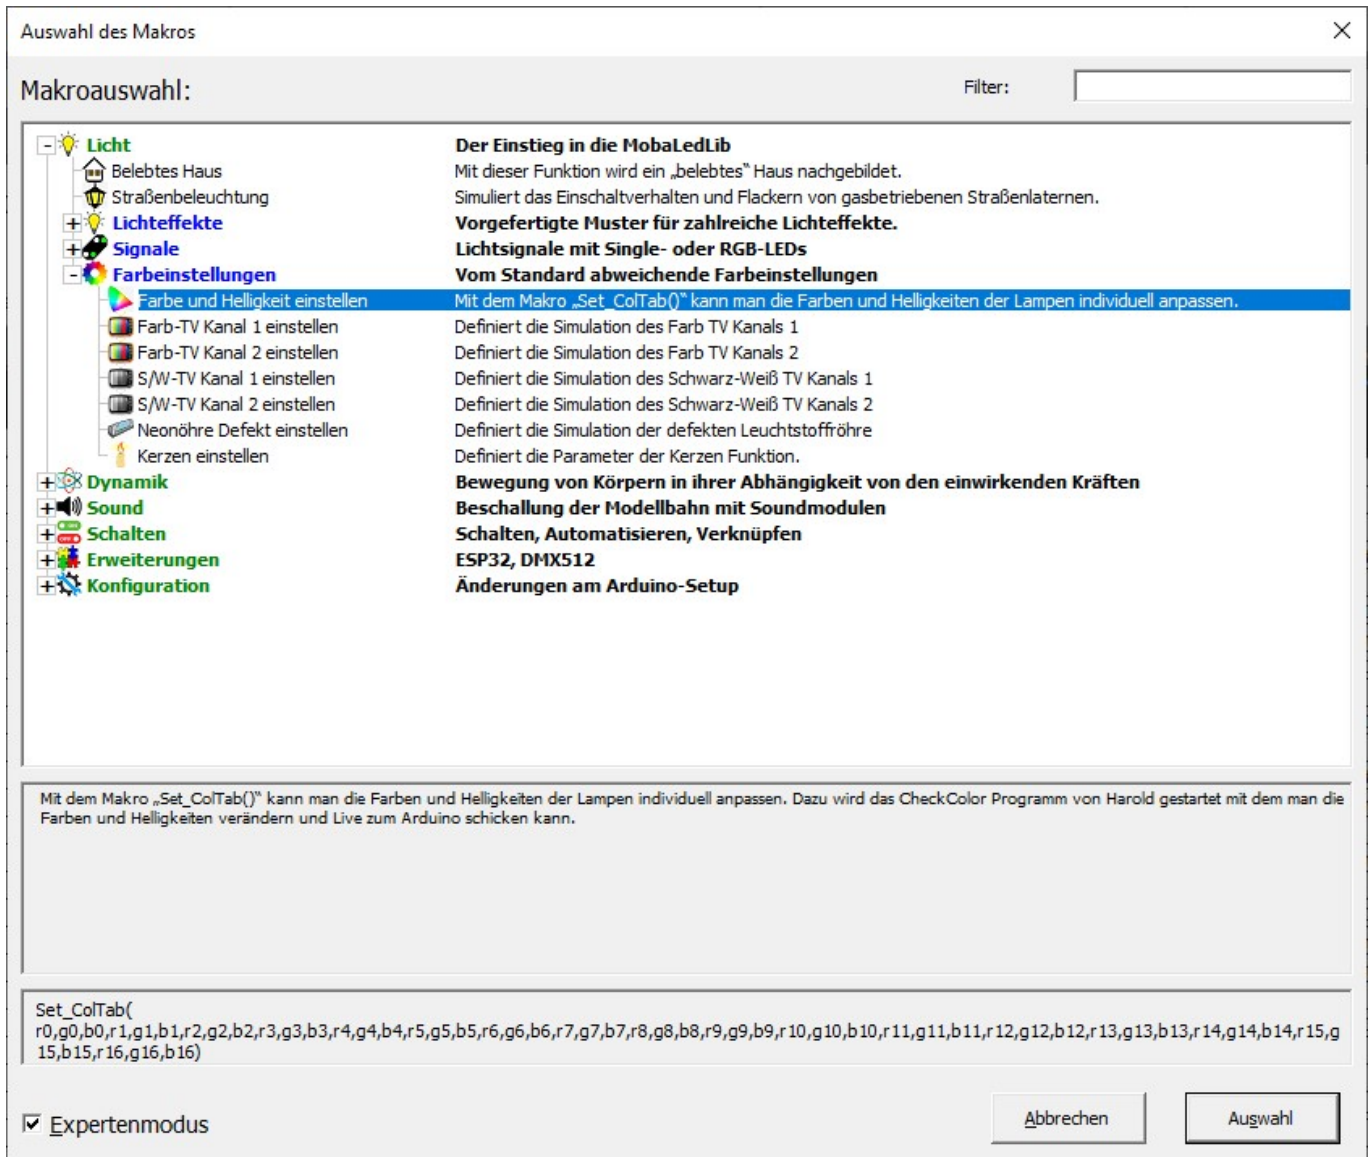 Auswahl des Makros
Makroauswahl:
Filter:
Licht Der Einstieg in die MobaLedLib
Belebtes Haus Mit dieser Funktion wird ein „belebtes" Haus nachgebildet.
Straßenbeleuchtung Simuliert das Einschaltverhalten und Flackern von gasbetriebenen Straßenlaternen.
Lichteffekte Vorgefertigte Muster für zahlreiche Lichteffekte.
Signale Lichtsignale mit Single- oder RGB-LEDs
Farbeinstellungen Vom Standard abweichende Farbeinstellungen
Farbe und Helligkeit einstellen Mit dem Makro „Set_ColTab()" kann man die Farben und Helligkeiten der Lampen individuell anpassen.
Farb-TV Kanal 1 einstellen Definiert die Simulation des Farb TV Kanals 1
Farb-TV Kanal 2 einstellen Definiert die Simulation des Farb TV Kanals 2
S/W-TV Kanal 1 einstellen Definiert die Simulation des Schwarz-Weiß TV Kanals 1
S/W-TV Kanal 2 einstellen Definiert die Simulation des Schwarz-Weiß TV Kanals 2
Neonöhre Defekt einstellen Definiert die Simulation der defekten Leuchtstoffröhre
Kerzen einstellen Definiert die Parameter der Kerzen Funktion.
Dynamik Bewegung von Körpern in ihrer Abhängigkeit von den einwirkenden Kräften
Sound Beschallung der Modellbahn mit Soundmodulen
Schalten Schalten, Automatisieren, Verknüpfen
Erweiterungen ESP32, DMX512
Konfiguration Änderungen am Arduino-Setup
Mit dem Makro „Set_ColTab()" kann man die Farben und Helligkeiten der Lampen individuell anpassen. Dazu wird das CheckColor Programm von Harold gestartet mit dem man die
Farben und Helligkeiten verändern und Live zum Arduino schicken kann.
Set_ColTab(
r0,g0,b0,r1,g1,b1,r2,g2,b2,r3,g3,b3,r4,g4,b4,r5,g5,b5,r6,g6,b6,r7,g7,b7,r8,g8,b8,r9,g9,b9,r10,g10,b10,r11,g11,b11,r12,g12,b12,r13,g13,b13,r14,g14,b14,r15,g
15,b15,r16,g16,b16)
Expertenmodus
Abbrechen
Auswahl